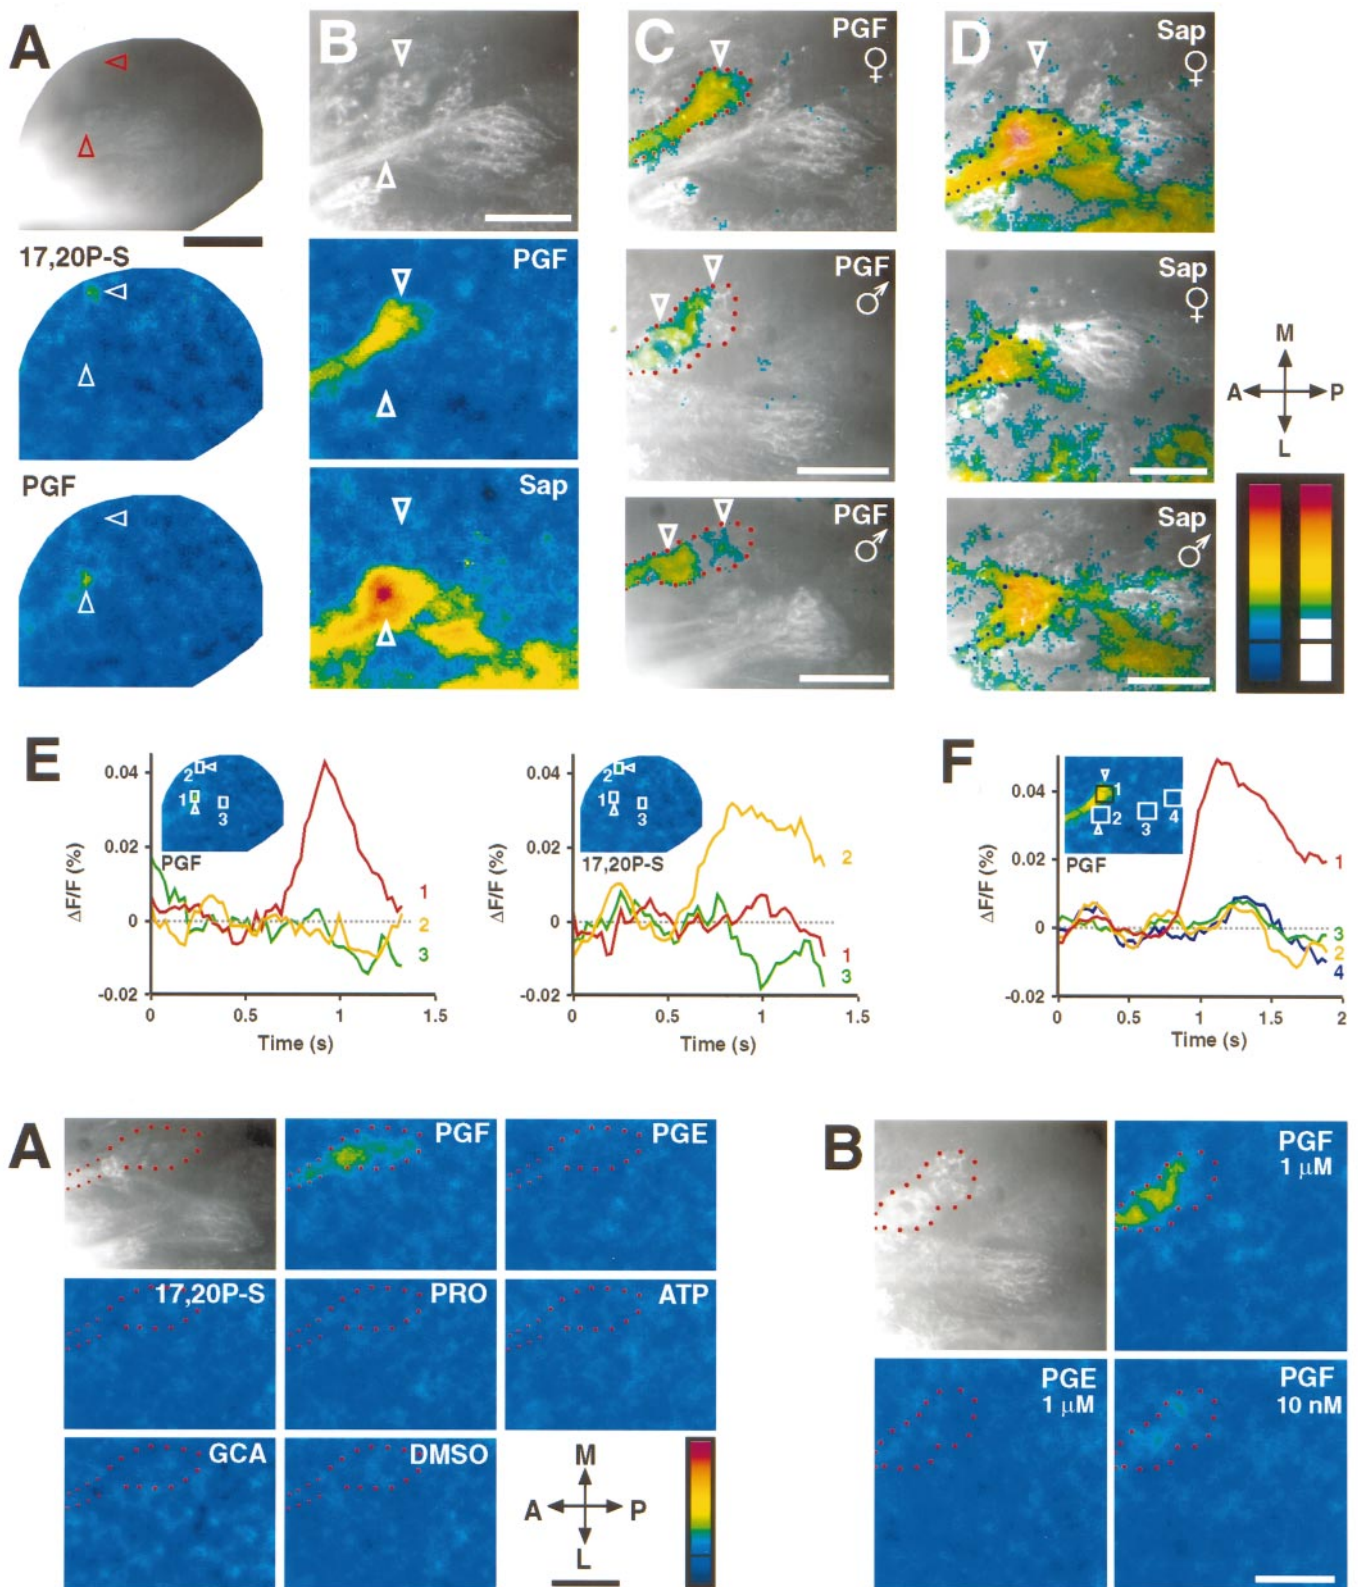 A
B
C
PGF
♀
D
Sap
♀
17,20P-S
PGF
PGF
♂
Sap
♀
M
A P
L
PGF
Sap
PGF
♂
Sap
♂
E
F
0.04
0.02
0
-0.02
ΔF/F (%)
2
1
3
PGF
1
2
3
0 0.5 1 1.5
Time (s)
0.04
0.02
0
-0.02
ΔF/F (%)
2
1
3
17,20P-S
2
1
3
0 0.5 1 1.5
Time (s)
0.04
0.02
0
-0.02
ΔF/F (%)
1
2
3
4
PGF
1
3
2
4
0 0.5 1 1.5 2
Time (s)
A
PGF
PGE
17,20P-S
PRO
ATP
GCA
DMSO
M
A P
L
B
PGF
1 μM
PGE
1 μM
PGF
10 nM